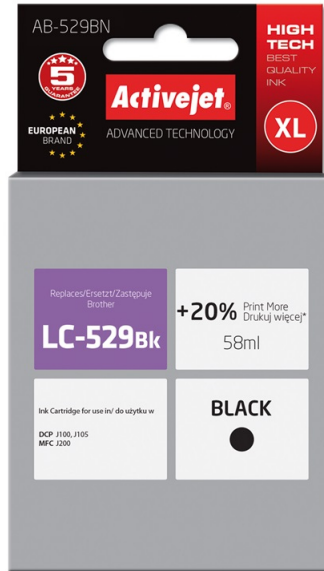 AB-529BN
HIGH
TECH
BEST
QUALITY
INK
5
YEARS
GUARANTEE
Activejet®
EUROPEAN
BRAND
ADVANCED TECHNOLOGY
XL
Replaces/Ersetzt/Zastępuje
Brother
LC-529Bk
+20% Print More
Drukuj więcej*
58ml
Ink Cartridge for use in/ do użytku w
DCP J100, J105
MFC J200
BLACK